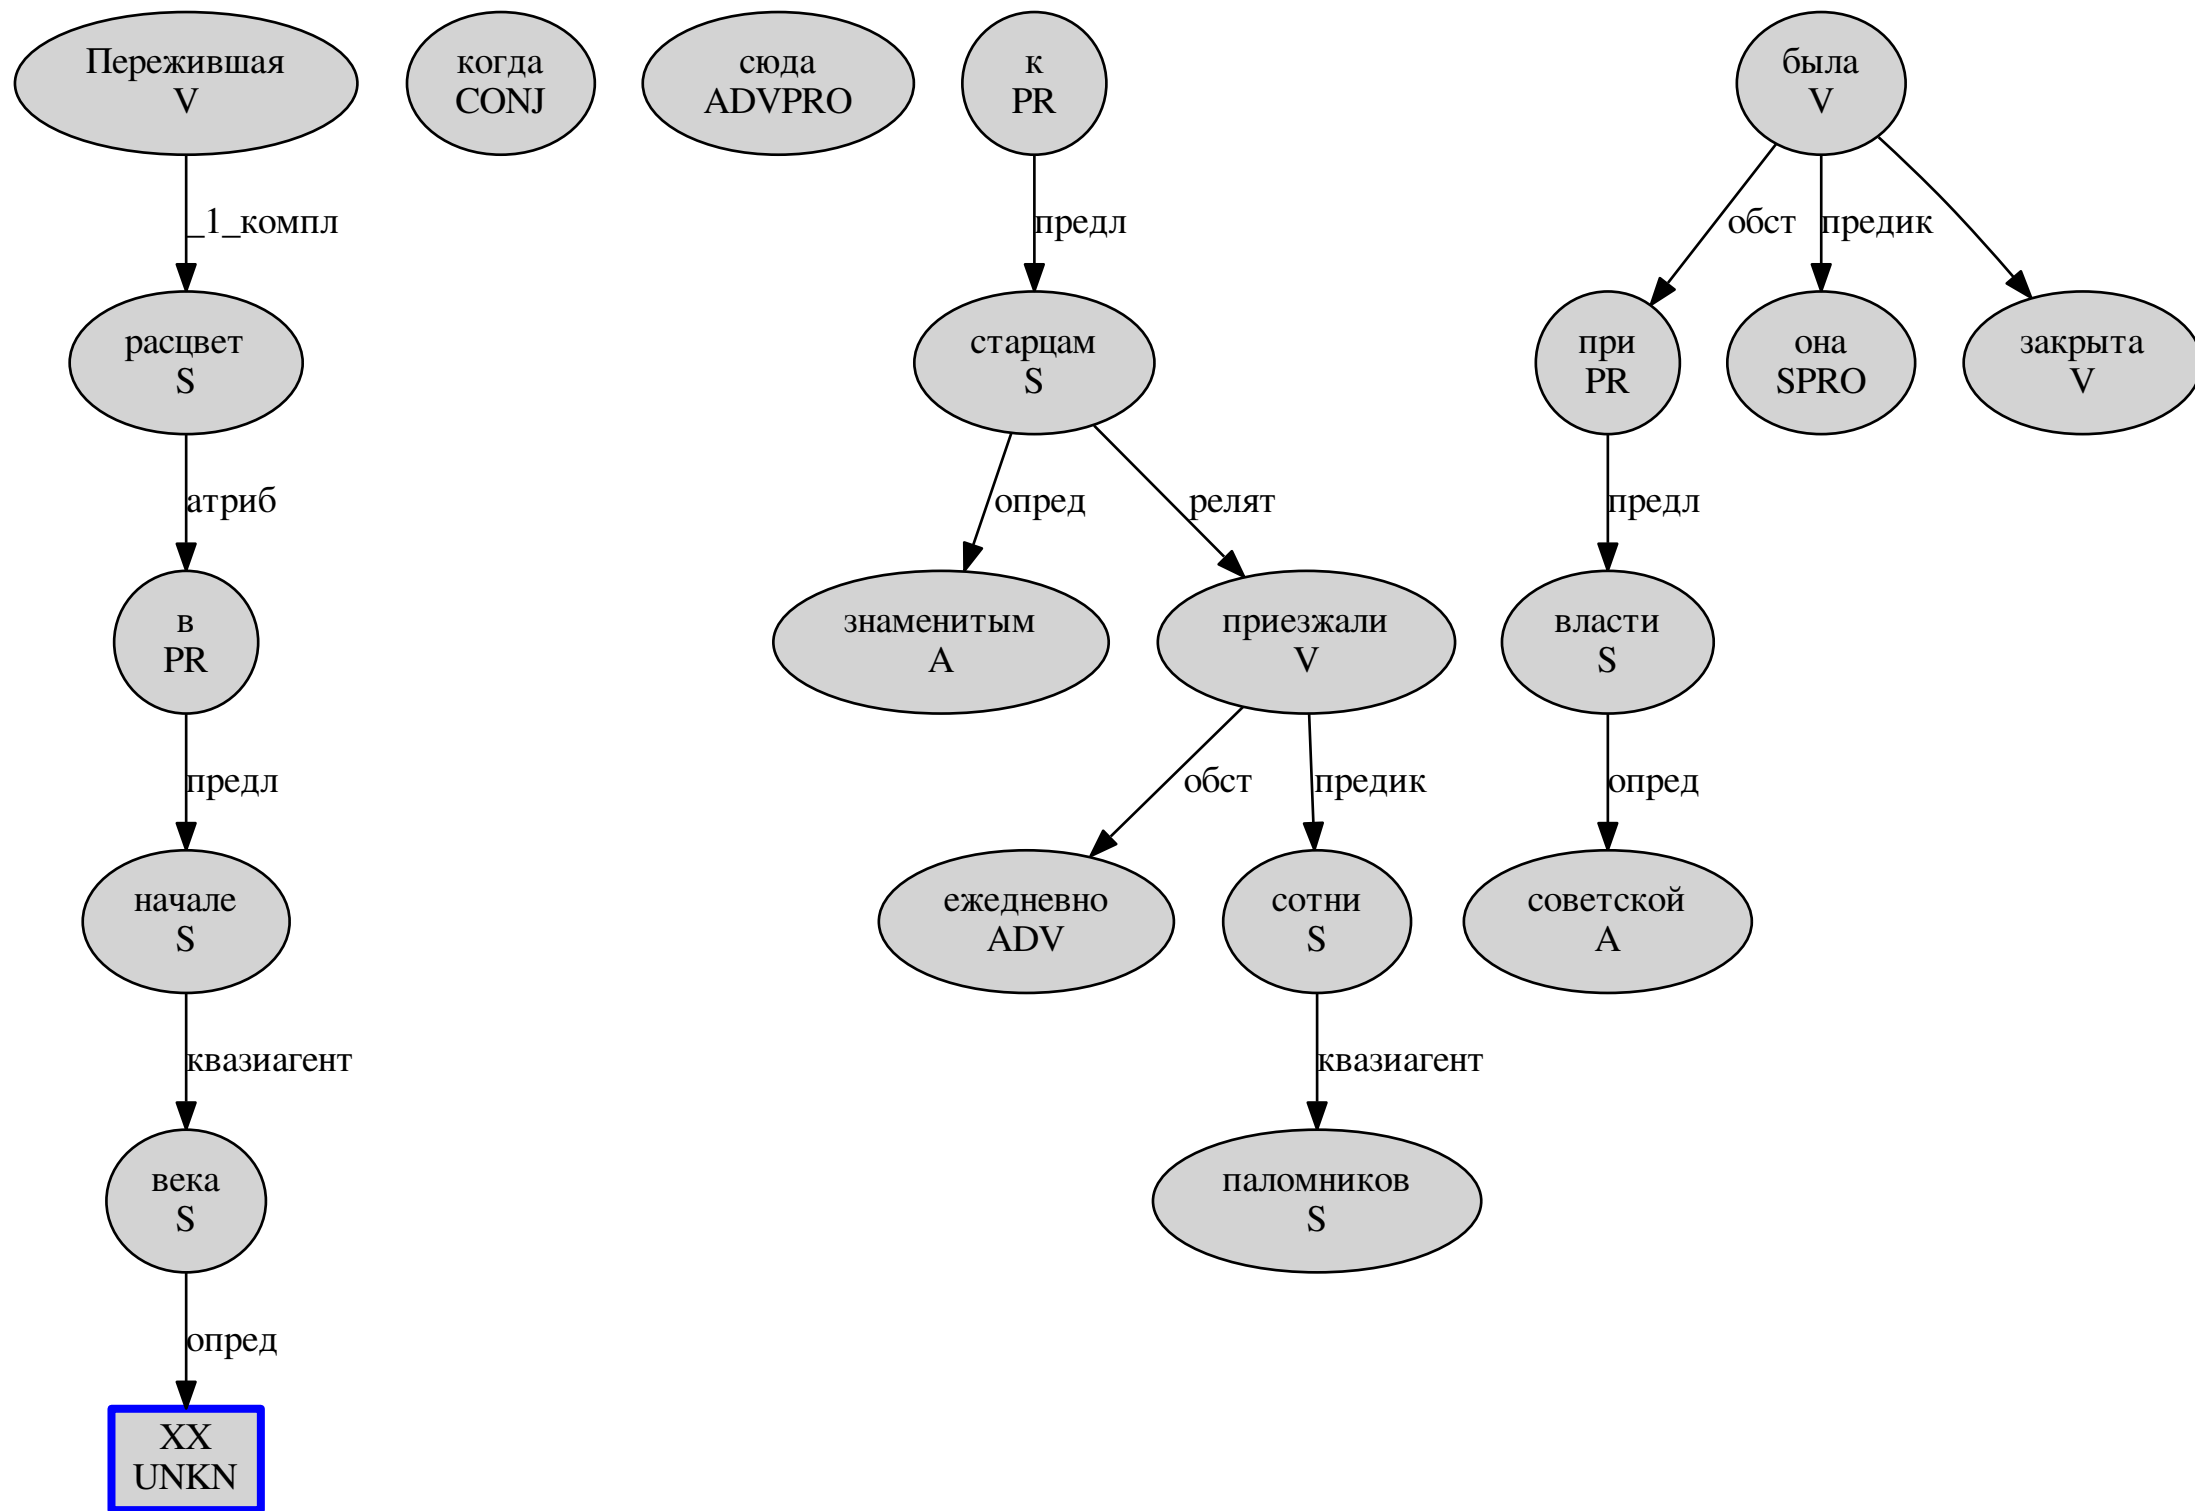 Пережившая
V
когда
CONJ
сюда
ADVPRO
к
PR
была
V
_1_компл
предл
обст
предик
расцвет
S
старцам
S
при
PR
она
SPRO
закрыта
V
атриб
опред
релят
предл
в
PR
знаменитым
A
приезжали
V
власти
S
предл
обст
предик
опред
начале
S
ежедневно
ADV
сотни
S
советской
A
квазиагент
квазиагент
века
S
паломников
S
опред
XX
UNKN